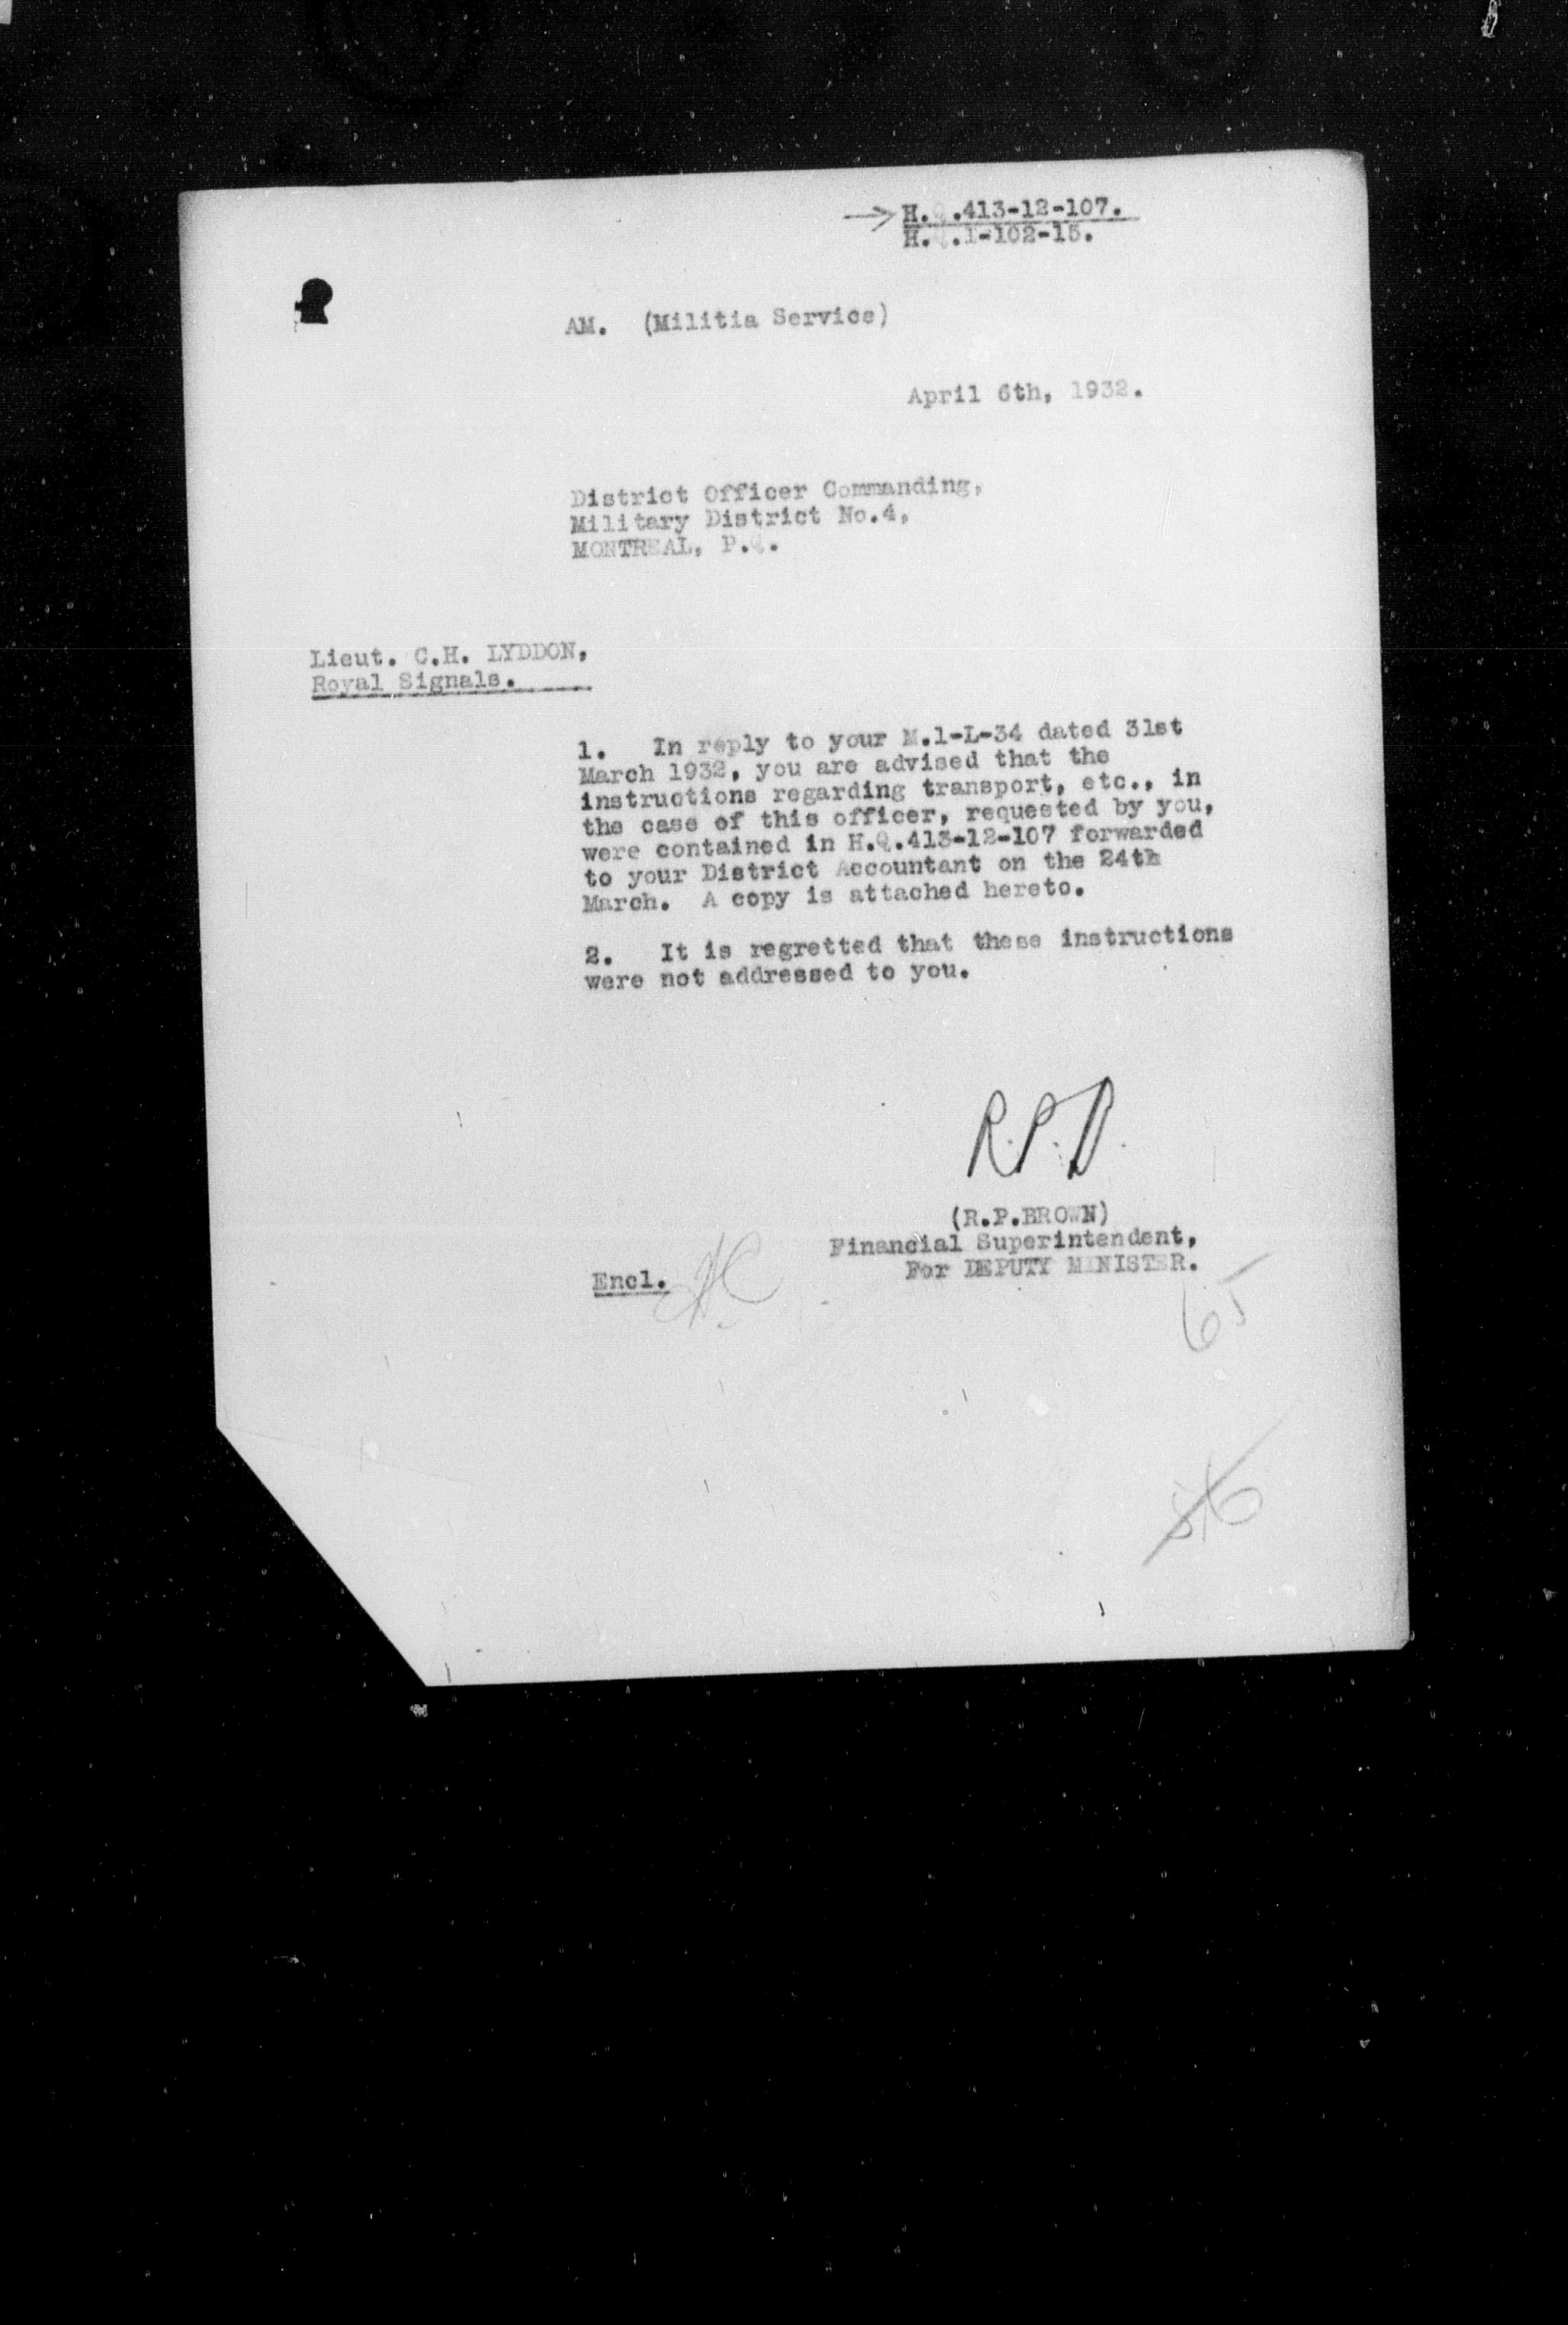 H.Q.413-12-107.
H.Q.1-102-15.
AM. (Militia Service)
April 6th, 1932.
District Officer Commanding,
Military District No.4,
MONTREAL, P.Q.
Lieut. C.H. LYDDON,
Royal Signals.
1. In reply to your M.1-L-34 dated 31st
March 1932, you are advised that the
instructions regarding transport, etc., in
the case of this officer, requested by you,
were contained in H.Q.413-12-107 forwarded
to your District Accountant on the 24th
March. A copy is attached hereto.
2. It is regretted that these instructions
were not addressed to you.
R.P.B.
(R.P.BROWN)
Financial Superintendent,
For DEPUTY MINISTER.
Encl.
65
56